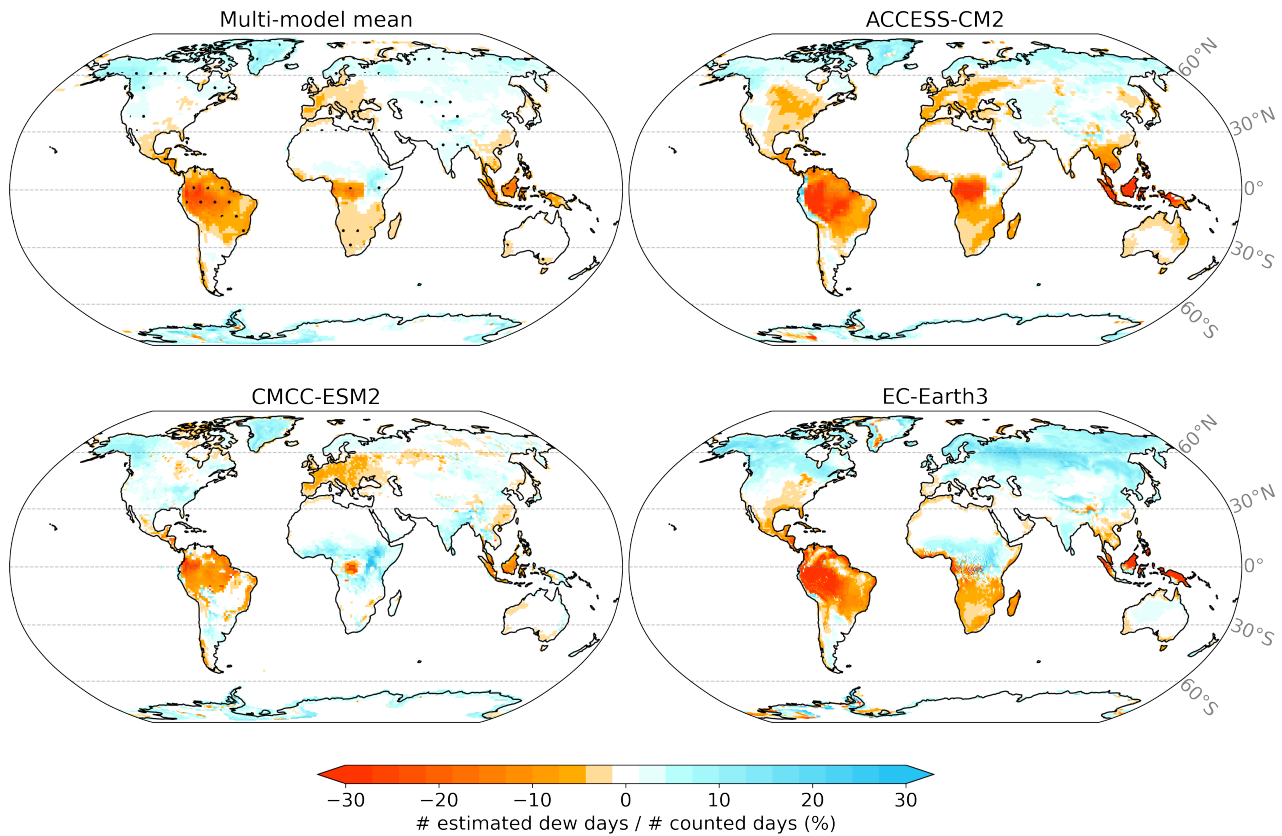 Multi-model mean
ACCESS-CM2
60°N
30°N
0°
30°S
60°S
CMCC-ESM2
EC-Earth3
60°N
30°N
0°
30°S
60°S
−30 −20 −10 0 10 20 30
# estimated dew days / # counted days (%)